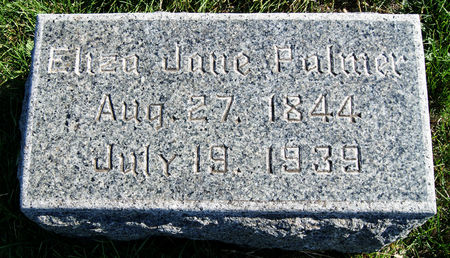 Eliza Jane Palmer
Aug. 27. 1844
July 19. 1939